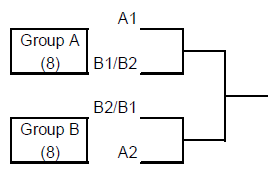 A1
Group A
(8)
B1/B2
B2/B1
Group B
(8)
A2